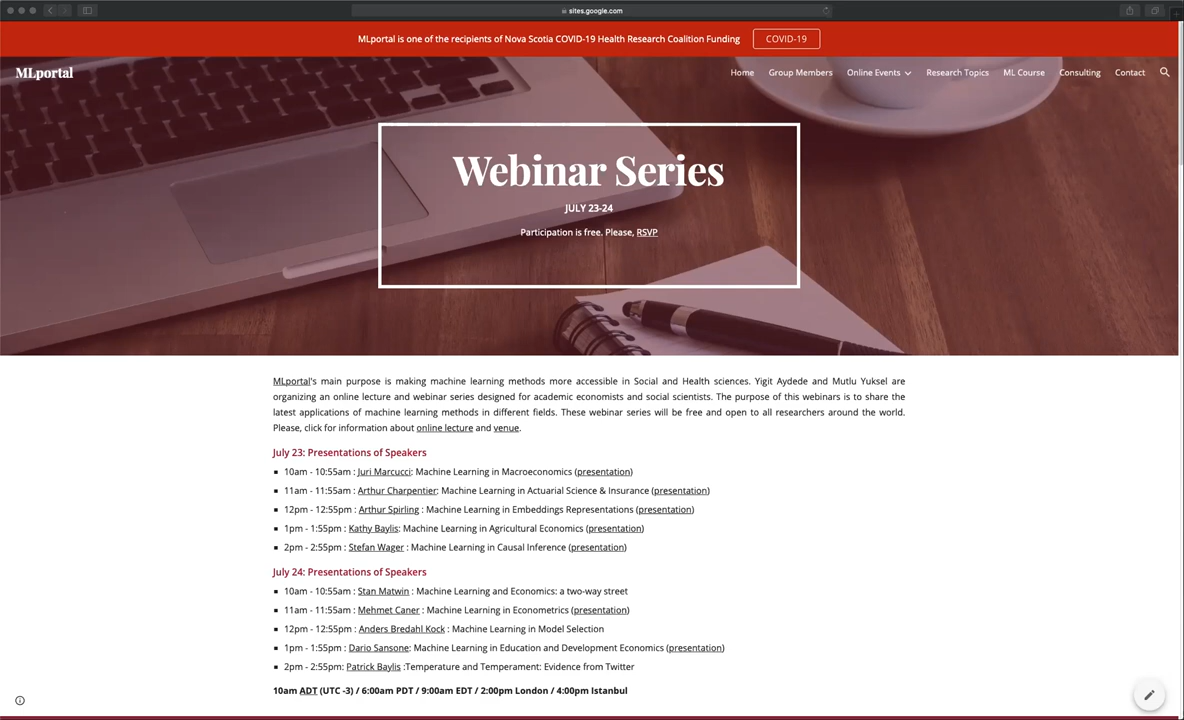 sites.google.com
MLportal is one of the recipients of Nova Scotia COVID-19 Health Research Coalition Funding COVID-19
MLportal Home Group Members Online Events Research Topics ML Course Consulting Contact
Webinar Series
JULY 23-24
Participation is free. Please, RSVP
MLportal's main purpose is making machine learning methods more accessible in Social and Health sciences. Yigit Aydede and Mutlu Yuksel are
organizing an online lecture and webinar series designed for academic economists and social scientists. The purpose of this webinars is to share the
latest applications of machine learning methods in different fields. These webinar series will be free and open to all researchers around the world.
Please, click for information about online lecture and venue.
July 23: Presentations of Speakers
▪ 10am - 10:55am : Juri Marcucci: Machine Learning in Macroeconomics (presentation)
▪ 11am - 11:55am : Arthur Charpentier: Machine Learning in Actuarial Science & Insurance (presentation)
▪ 12pm - 12:55pm : Arthur Spirling : Machine Learning in Embeddings Representations (presentation)
▪ 1pm - 1:55pm : Kathy Baylis: Machine Learning in Agricultural Economics (presentation)
▪ 2pm - 2:55pm : Stefan Wager : Machine Learning in Causal Inference (presentation)
July 24: Presentations of Speakers
▪ 10am - 10:55am : Stan Matwin : Machine Learning and Economics: a two-way street
▪ 11am - 11:55am : Mehmet Caner : Machine Learning in Econometrics (presentation)
▪ 12pm - 12:55pm : Anders Bredahl Kock : Machine Learning in Model Selection
▪ 1pm - 1:55pm : Dario Sansone: Machine Learning in Education and Development Economics (presentation)
▪ 2pm - 2:55pm: Patrick Baylis :Temperature and Temperament: Evidence from Twitter
10am ADT (UTC -3) / 6:00am PDT / 9:00am EDT / 2:00pm London / 4:00pm Istanbul